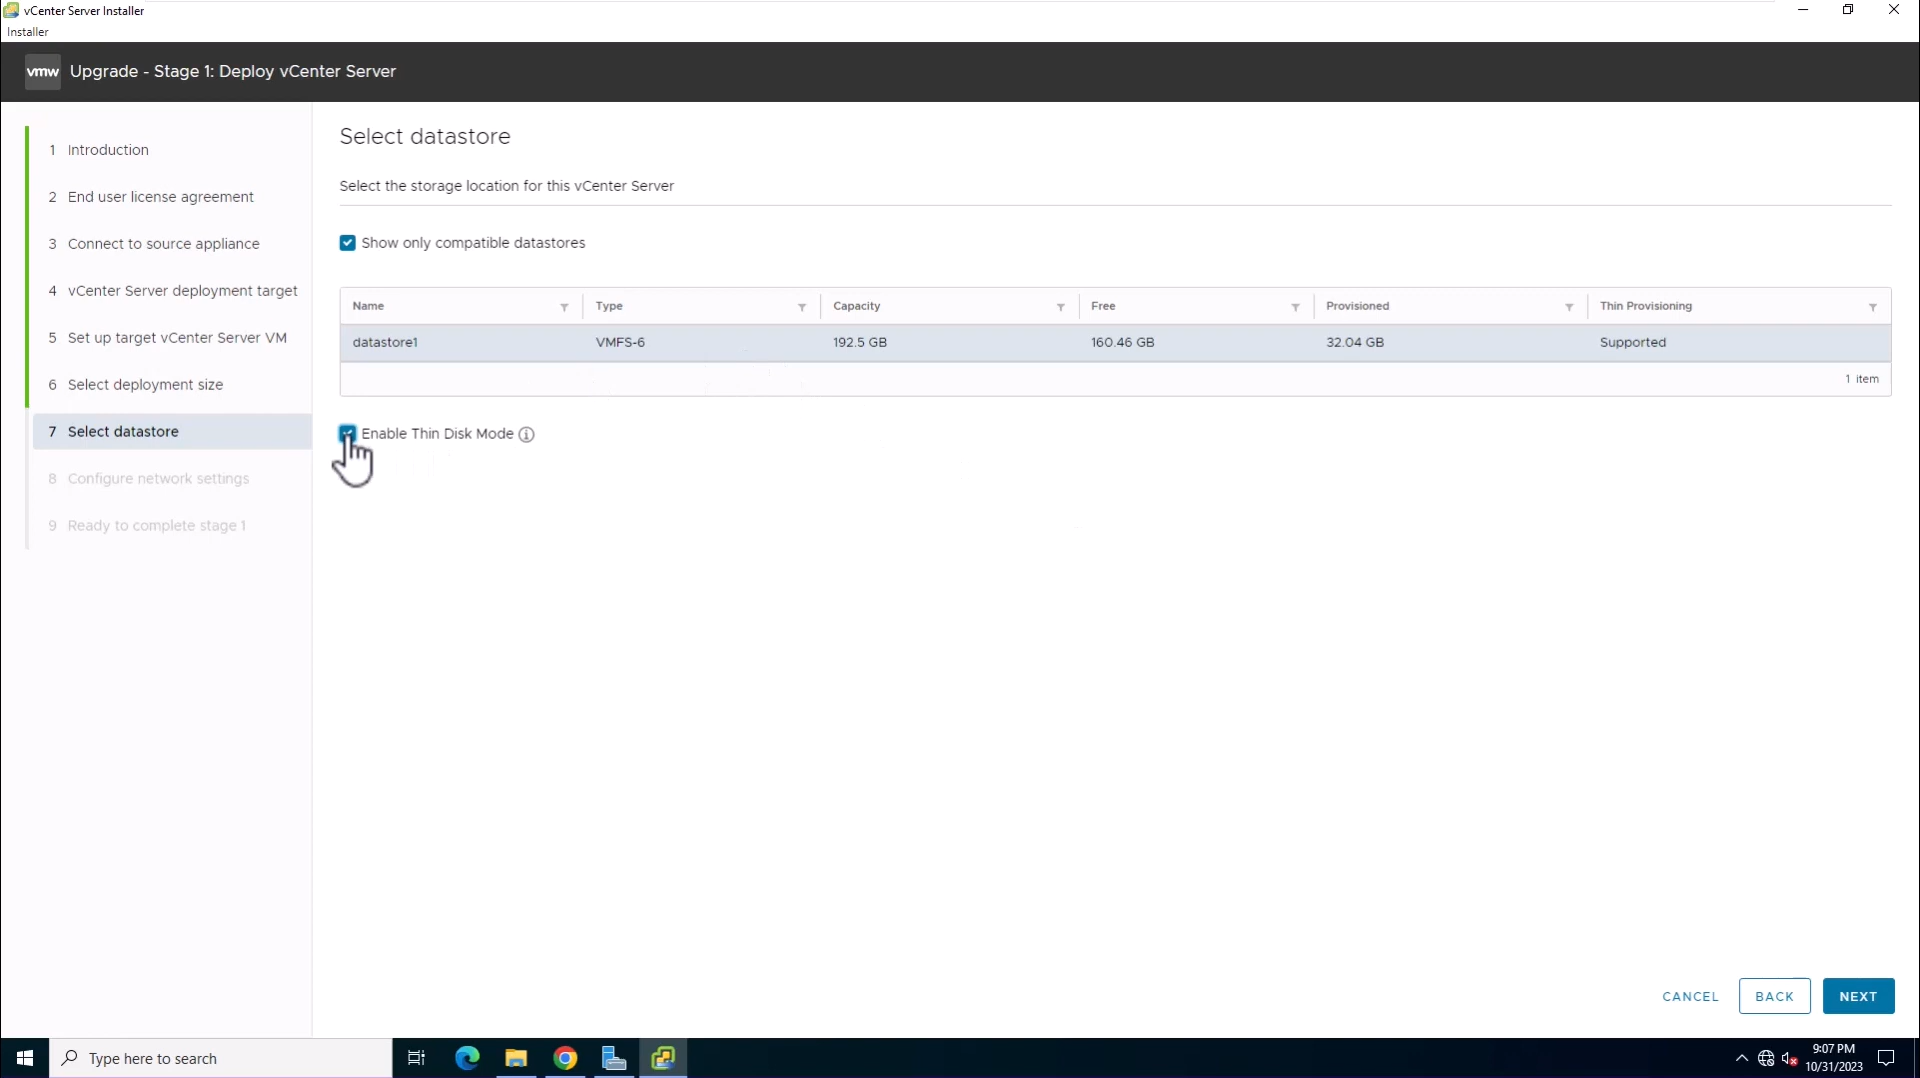 vCenter Server Installer
Installer
vmw Upgrade - Stage 1: Deploy vCenter Server
1 Introduction
2 End user license agreement
3 Connect to source appliance
4 vCenter Server deployment target
5 Set up target vCenter Server VM
6 Select deployment size
7 Select datastore
8 Configure network settings
9 Ready to complete stage 1
Select datastore
Select the storage location for this vCenter Server
Show only compatible datastores
Name Type Capacity Free Provisioned Thin Provisioning
datastore1 VMFS-6 192.5 GB 160.46 GB 32.04 GB Supported
1 item
Enable Thin Disk Mode
CANCEL BACK NEXT
Type here to search
9:07 PM
10/31/2023